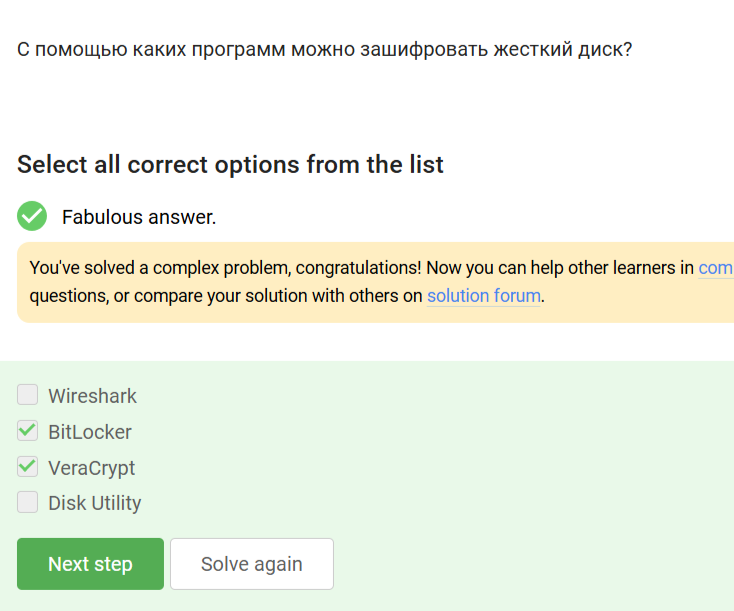 С помощью каких программ можно зашифровать жесткий диск?
Select all correct options from the list
Fabulous answer.
You've solved a complex problem, congratulations! Now you can help other learners in com
questions, or compare your solution with others on solution forum.
Wireshark
BitLocker
VeraCrypt
Disk Utility
Next step
Solve again